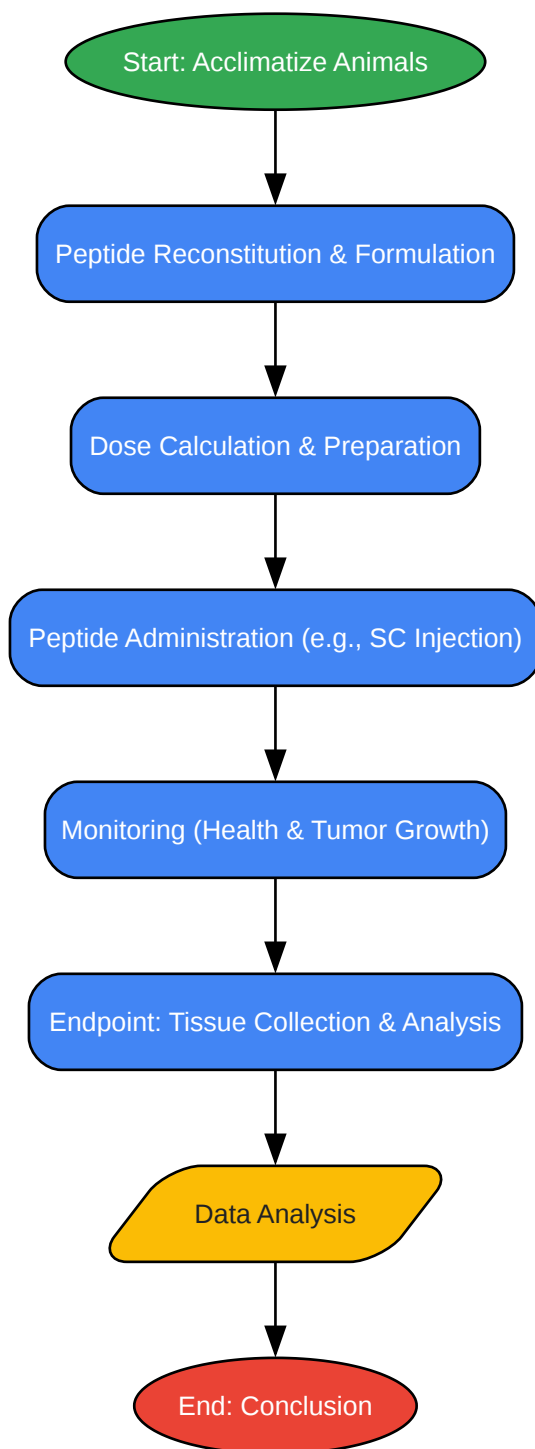 Start: Acclimatize Animals
Peptide Reconstitution & Formulation
Dose Calculation & Preparation
Peptide Administration (e.g., SC Injection)
Monitoring (Health & Tumor Growth)
Endpoint: Tissue Collection & Analysis
Data Analysis
End: Conclusion